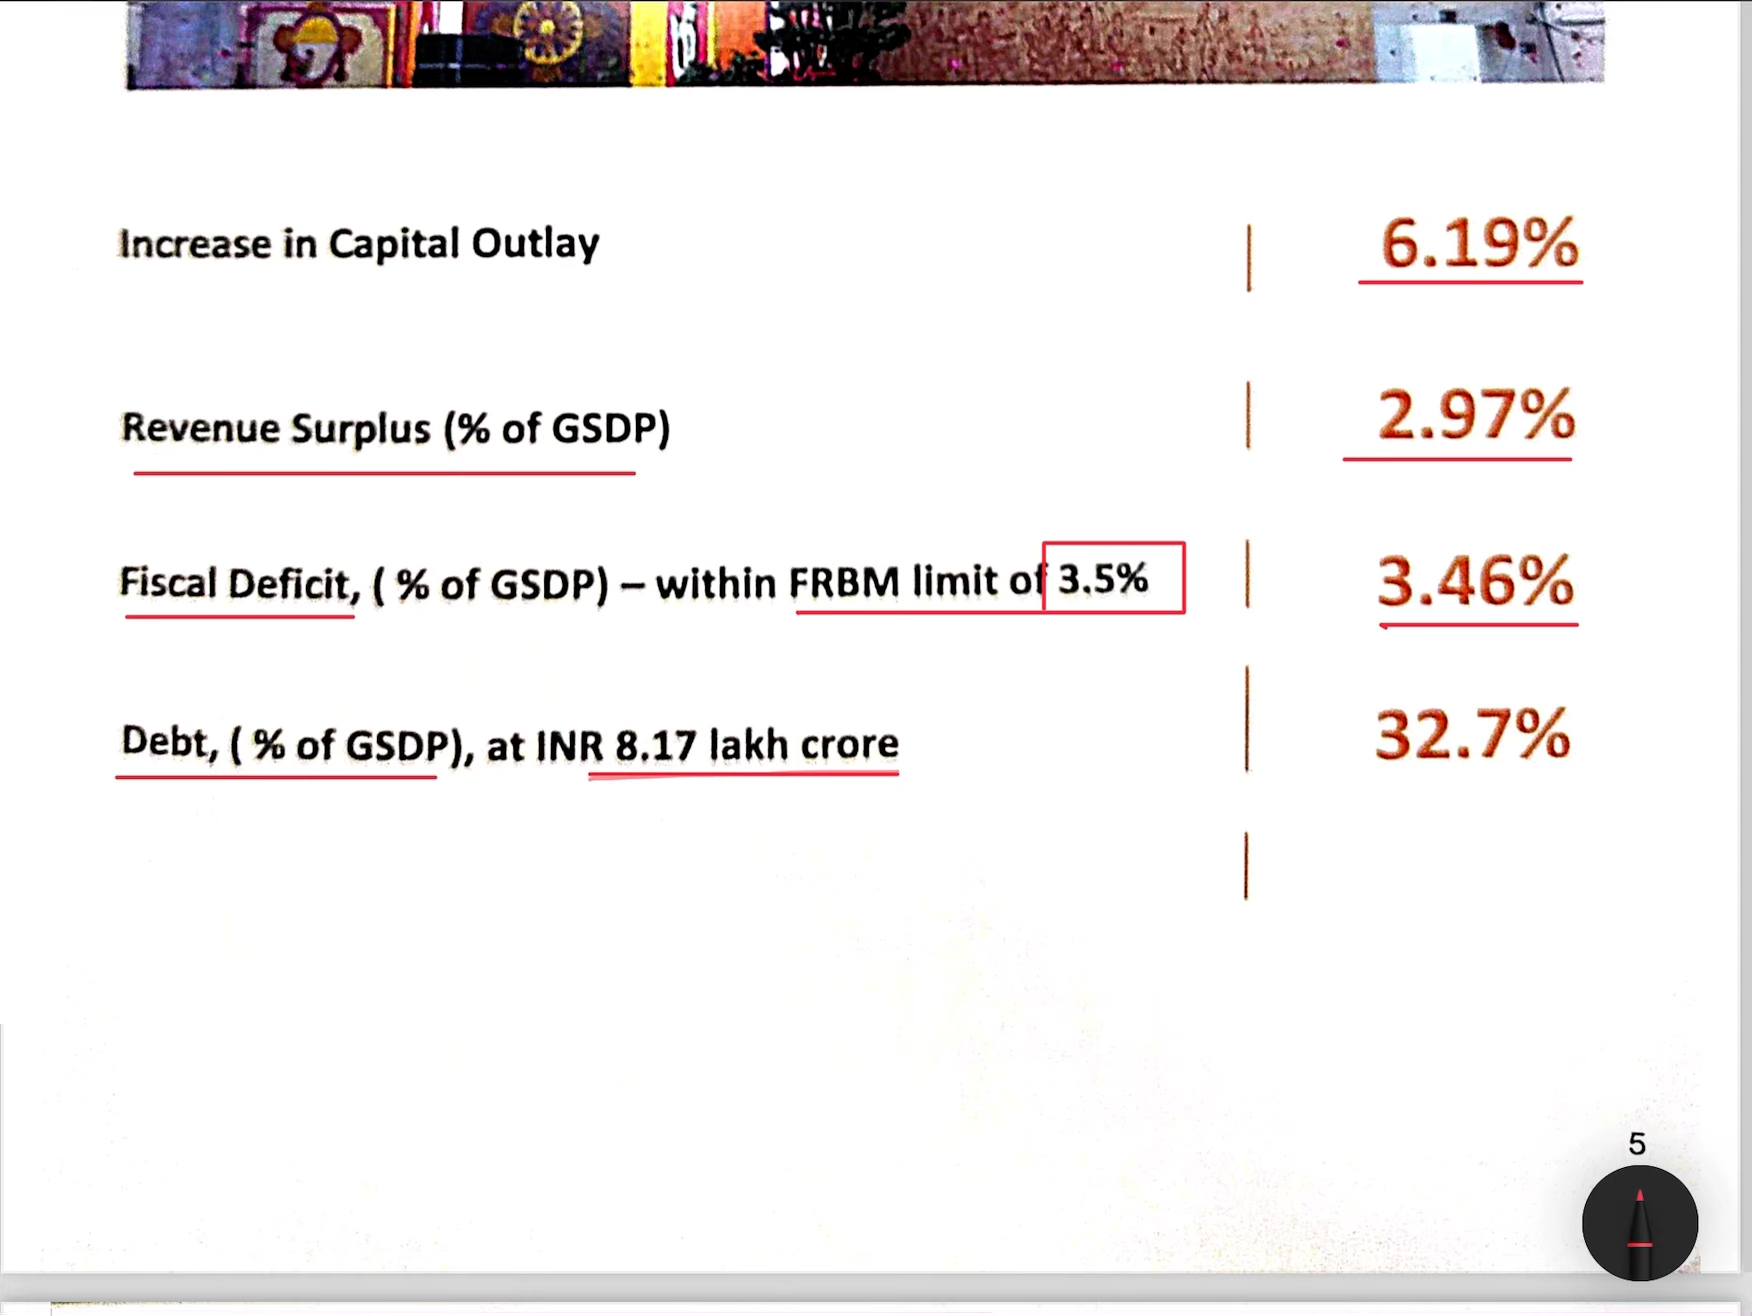 Increase in Capital Outlay 6.19%
Revenue Surplus (% of GSDP) 2.97%
Fiscal Deficit, ( % of GSDP) – within FRBM limit of 3.5% 3.46%
Debt, ( % of GSDP), at INR 8.17 lakh crore 32.7%
5